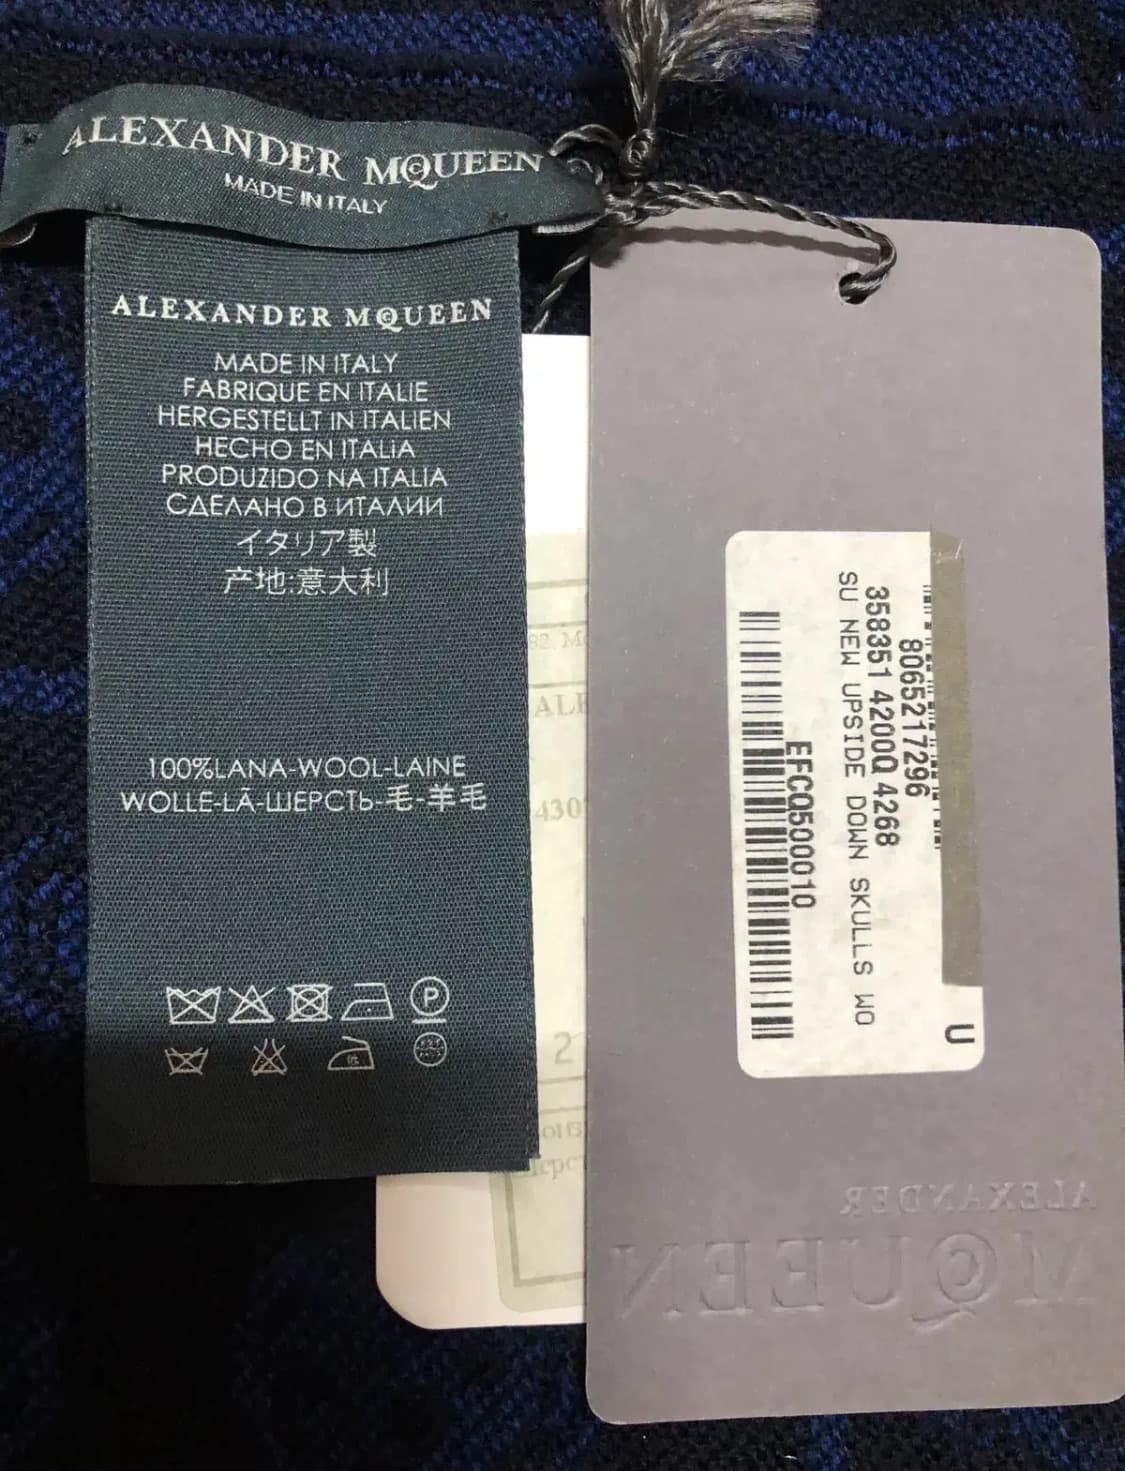 ALEXANDER MCQUEEN
MADE IN ITALY
ALEXANDER MCQUEEN
MADE IN ITALY
FABRIQUE EN ITALIE
HERGESTELLT IN ITALIEN
HECHO EN ITALIA
PRODUZIDO NA ITALIA
СДЕЛАНО В ИТАЛИИ
イタリア製
产地:意大利
100%LANA-WOOL-LAINE
WOLLE-LÃ-ШЕРСТЬ-毛-羊毛
P
8065217296
358351 4200Q 4268
SU NEW UPSIDE DOWN SKULLS WO
EFCQ500010
U
ALEXANDER
MCQUEEN